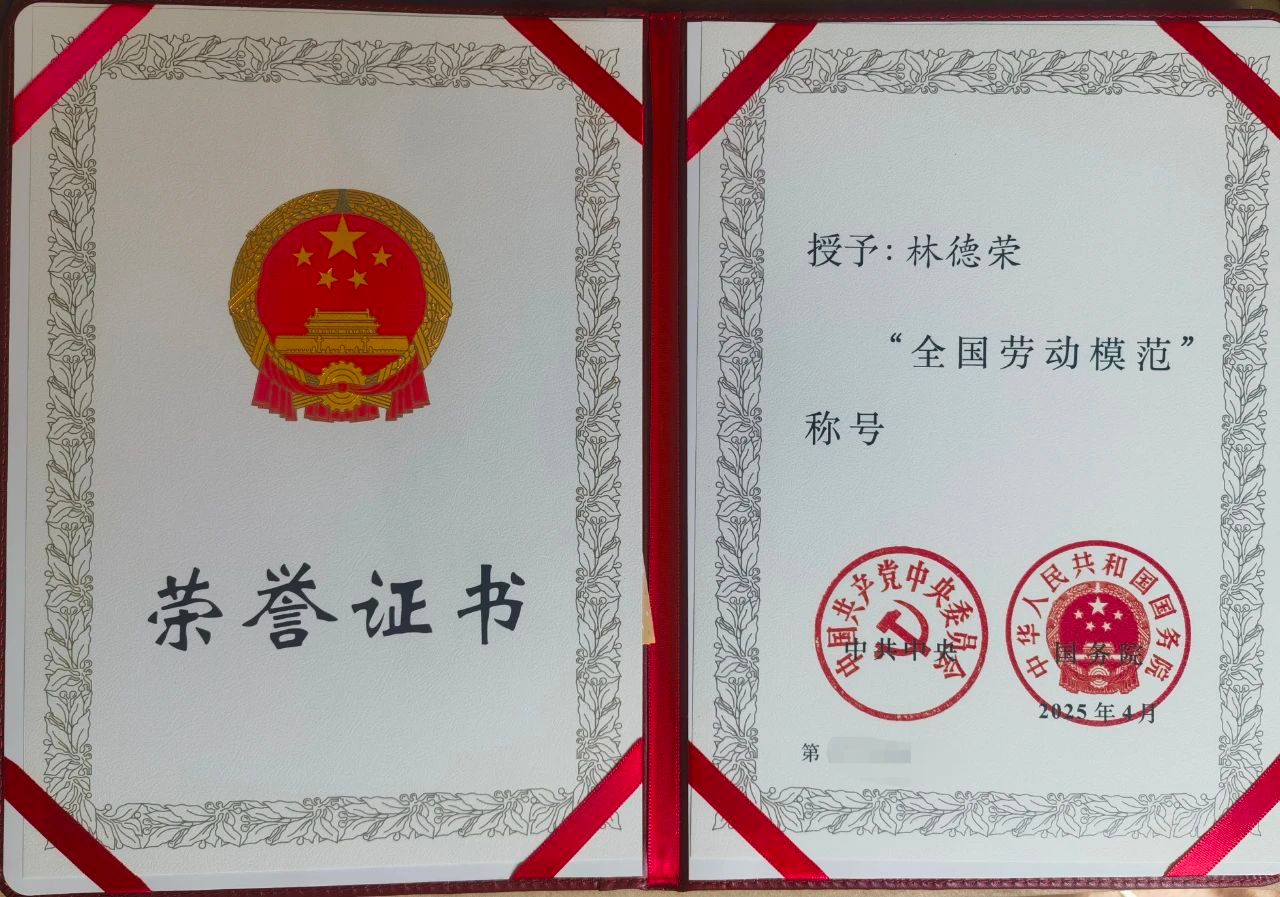 荣誉证书
授予：林德荣
“全国劳动模范”
称号
中国共产党中央委员会
中共中央
中华人民共和国国务院
国务院
2025年4月
第